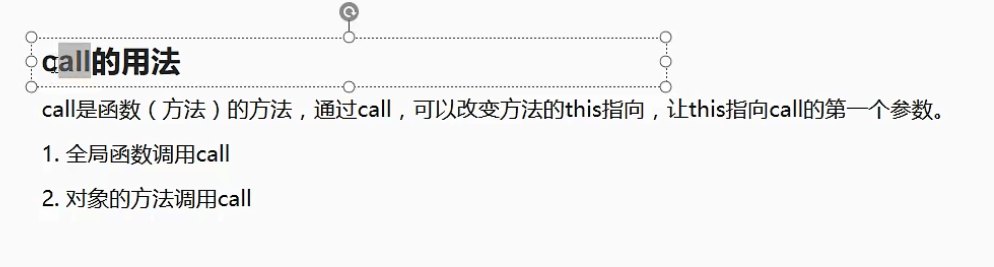 call的用法
call是函数（方法）的方法，通过call，可以改变方法的this指向，让this指向call的第一个参数。
1. 全局函数调用call
2. 对象的方法调用call